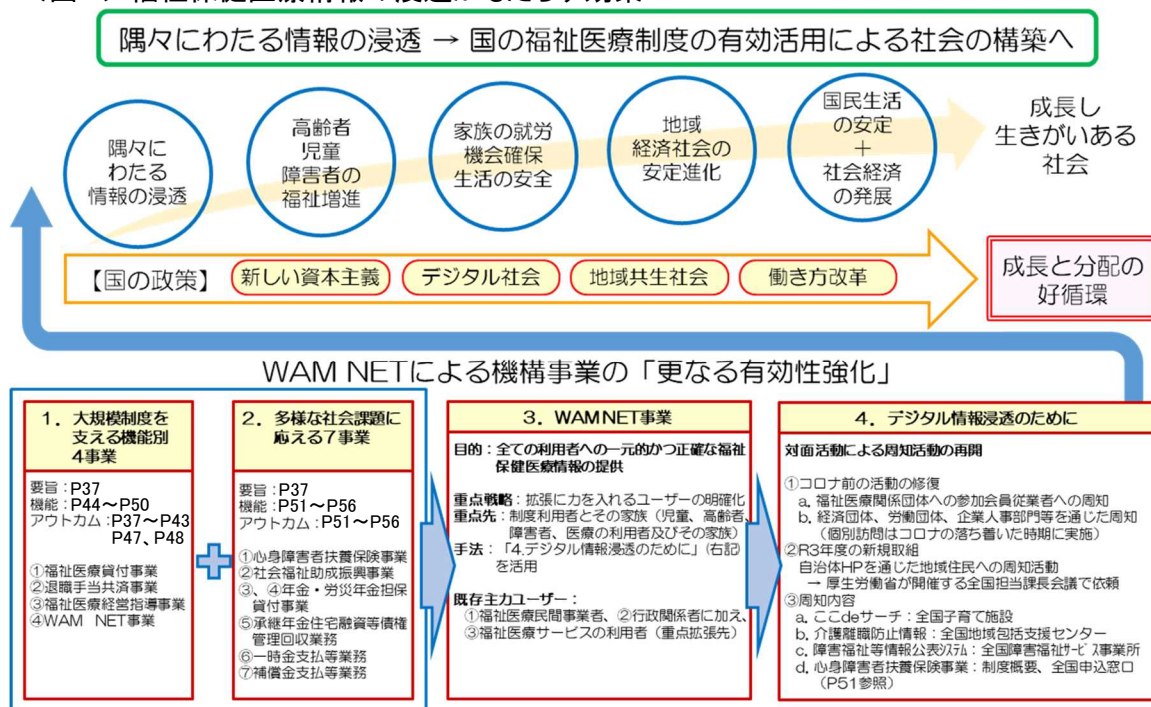 隅々にわたる情報の浸透 → 国の福祉医療制度の有効活用による社会の構築へ
隅々に
わたる
情報の浸透
高齢者
児童
障害者の
福祉増進
家族の就労
機会確保
生活の安全
地域
経済社会の
安定進化
国民生活
の安定
+
社会経済
の発展
成長し
生きがいある
社会
【国の政策】
新しい資本主義
デジタル社会
地域共生社会
働き方改革
成長と分配の
好循環
WAM NETによる機構事業の「更なる有効性強化」
1．大規模制度を
支える機能別
4事業
要旨：P37
機能：P44～P50
アウトカム：P37～P43
P47、P48
①福祉医療貸付事業
②退職手当共済事業
③福祉医療経営指導事業
④WAM NET事業
2．多様な社会課題に
応える7事業
要旨：P37
機能：P51～P56
アウトカム：P51～P56
①心身障害者扶養保険事業
②社会福祉助成振興事業
③、④年金・労災年金担保
貸付事業
⑤承継年金住宅融資等債権
管理回収業務
⑥一時金支払等業務
⑦補償金支払等業務
3．WAMNET事業
目的：全ての利用者への一元的かつ正確な福祉
保健医療情報の提供
重点戦略：拡張に力を入れるユーザーの明確化
重点先：制度利用者とその家族（児童、高齢者、
障害者、医療の利用者及びその家族）
手法：「4.デジタル情報浸透のために」（右記）
を活用
既存主力ユーザー：
①福祉医療民間事業者、②行政関係者に加え、
③福祉医療サービスの利用者（重点拡張先）
4．デジタル情報浸透のために
対面活動による周知活動の再開
①コロナ前の活動の修復
a. 福祉医療関係団体への参加会員従業者への周知
b. 経済団体、労働団体、企業人事部門等を通じた周知
（個別訪問はコロナの落ち着いた時期に実施）
②R3年度の新規取組
自治体HPを通じた地域住民への周知活動
→ 厚生労働省が開催する全国担当課長会議で依頼
③周知内容
a. ここdeサーチ：全国子育て施設
b. 介護離職防止情報：全国地域包括支援センター
c. 障害福祉等情報公表システム：全国障害福祉サービス事業所
d. 心身障害者扶養保険事業：制度概要、全国申込窓口
（P51参照）